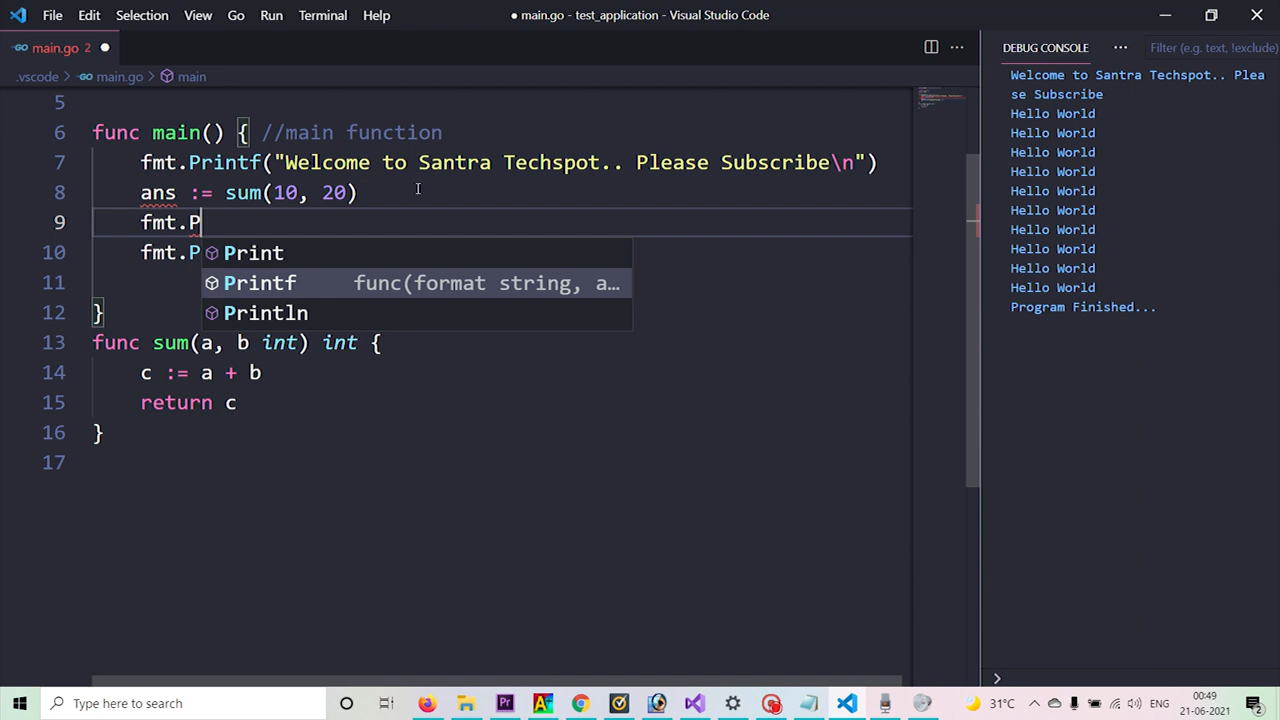 File Edit Selection View Go Run Terminal Help
● main.go - test_application - Visual Studio Code
main.go 2
.vscode > main.go > main
DEBUG CONSOLE
Filter (e.g. text, !exclude)
5
6 func main() { //main function
7 fmt.Printf("Welcome to Santra Techspot.. Please Subscribe\n")
8 ans := sum(10, 20)
9 fmt.P
10 fmt.P
Print
Printf func(format string, a…
Println
11
12 }
13 func sum(a, b int) int {
14 c := a + b
15 return c
16 }
17
Welcome to Santra Techspot.. Plea
se Subscribe
Hello World
Hello World
Hello World
Hello World
Hello World
Hello World
Hello World
Hello World
Hello World
Hello World
Program Finished...
Type here to search
31°C
ENG
00:49
21-06-2021
2